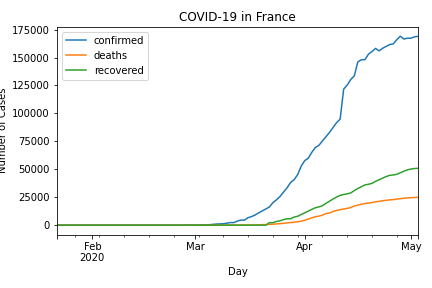 COVID-19 in France
175000
150000
125000
100000
75000
50000
25000
0
confirmed
deaths
recovered
Number of Cases
Feb
2020
Mar
Apr
May
Day